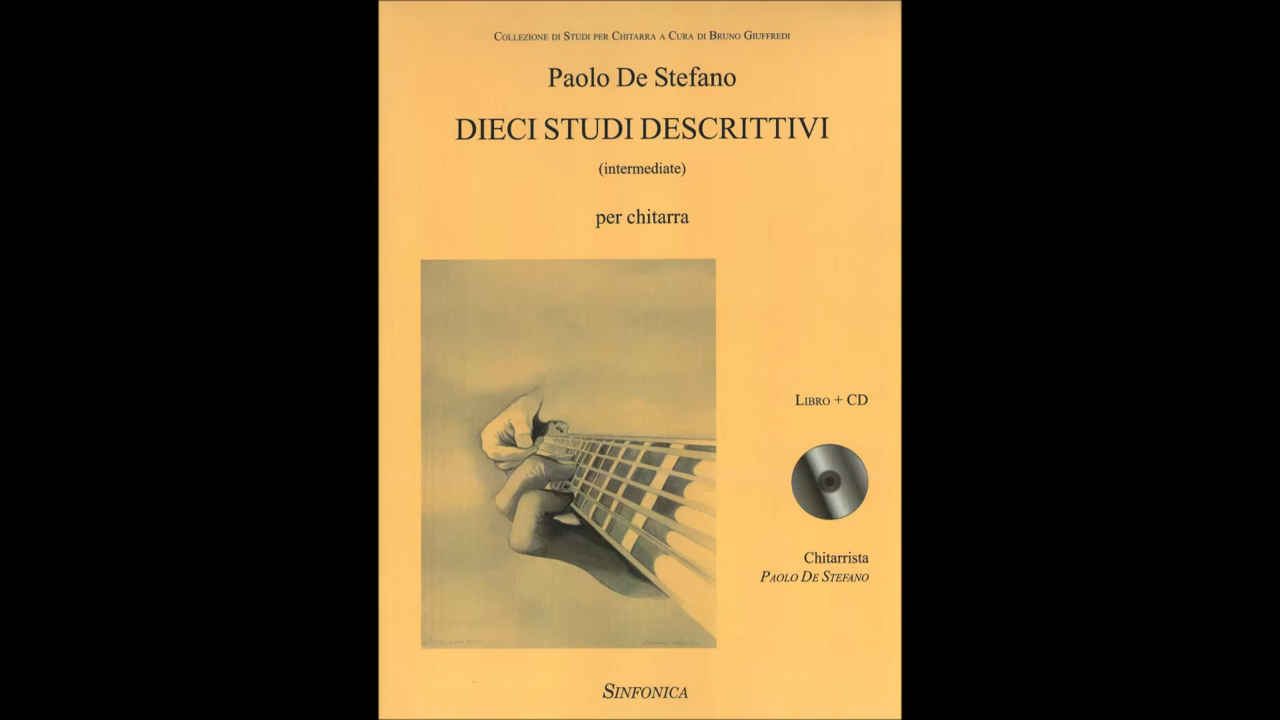 Collezione di Studi per Chitarra a Cura di Bruno Giuffredi
Paolo De Stefano
DIECI STUDI DESCRITTIVI
(intermediate)
per chitarra
Libro + CD
Chitarrista
Paolo De Stefano
Sinfonica